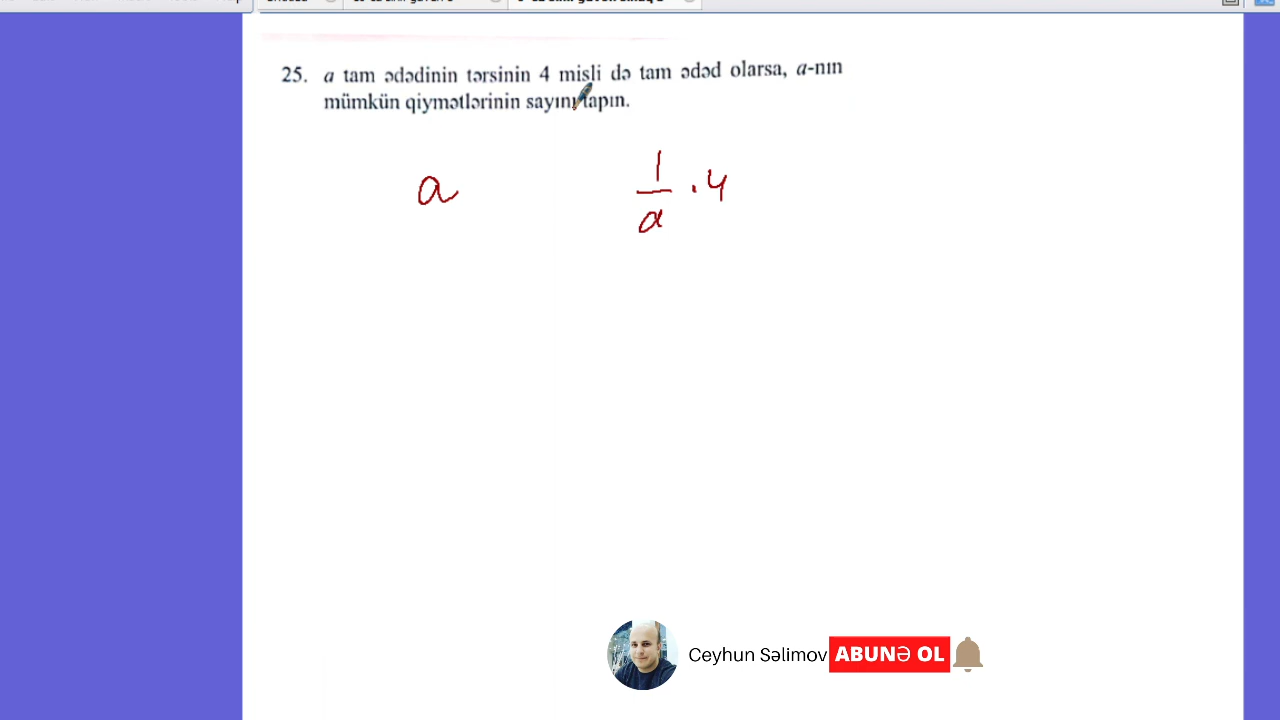 25. a tam ədədinin tərsinin 4 misli də tam ədəd olarsa, a-nın
mümkün qiymətlərinin sayını tapın.
a
1/a · 4
Ceyhun Səlimov ABUNƏ OL